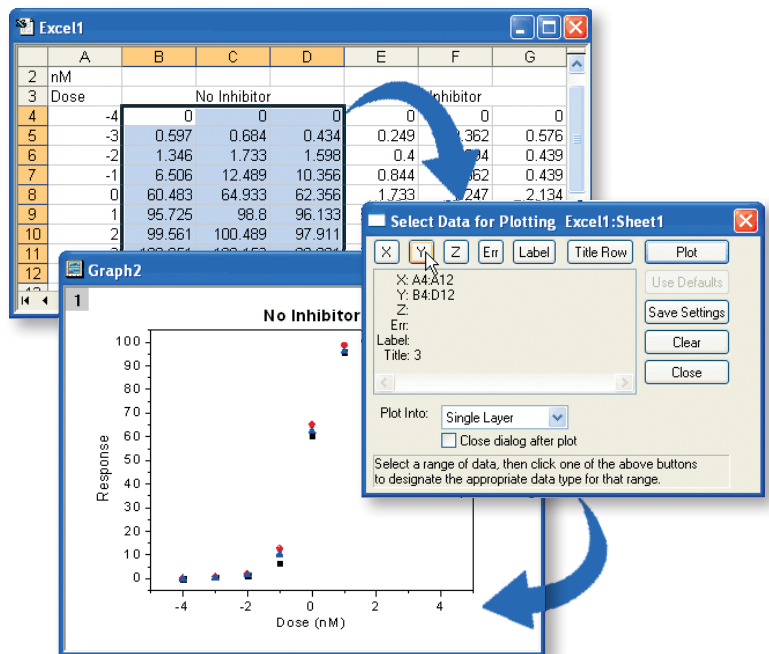 Excel1
A B C D E F G
2 nM
3 Dose No Inhibitor Inhibitor
4 -4 0 0 0 0 0
5 -3 0.597 0.684 0.434 0.249 .362 0.576
6 -2 1.346 1.733 1.598 0.4 0.439
7 -1 6.506 12.489 10.356 0.844 0.439
8 0 60.483 64.933 62.356 1.733 .247 2.134
9 1 95.725 98.8 96.133
10 2 99.561 100.489 97.911
11
12
Select Data for Plotting Excel1:Sheet1
X Y Z Err Label Title Row Plot
X: A4:A12
Y: B4:D12
Z:
Err:
Label:
Title: 3
Use Defaults
Save Settings
Clear
Close
Plot Into: Single Layer
Close dialog after plot
Select a range of data, then click one of the above buttons
to designate the appropriate data type for that range.
Graph2
1
No Inhibitor
100
90
80
70
60
50
40
30
20
10
0
Response
-4 -2 0 2 4
Dose (nM)